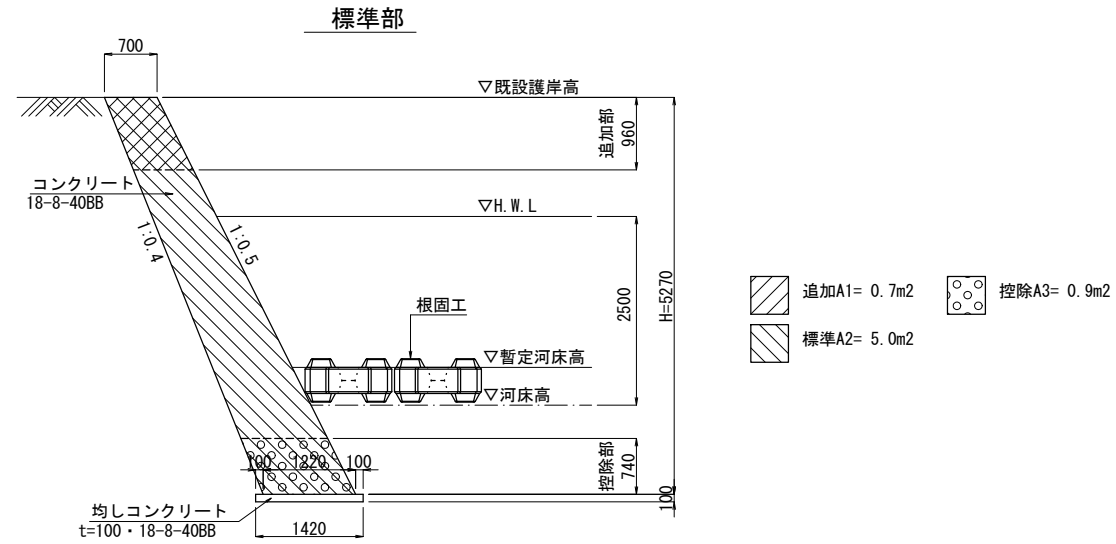 標準部
700
▽既設護岸高
追加部
960
コンクリート
18-8-40BB
▽H.W.L
1:0.4
1:0.5
2500
H=5270
追加A1= 0.7m2
控除A3= 0.9m2
標準A2= 5.0m2
根固工
▽暫定河床高
▽河床高
控除部
740
100
1220
100
100
均しコンクリート
t=100・18-8-40BB
1420